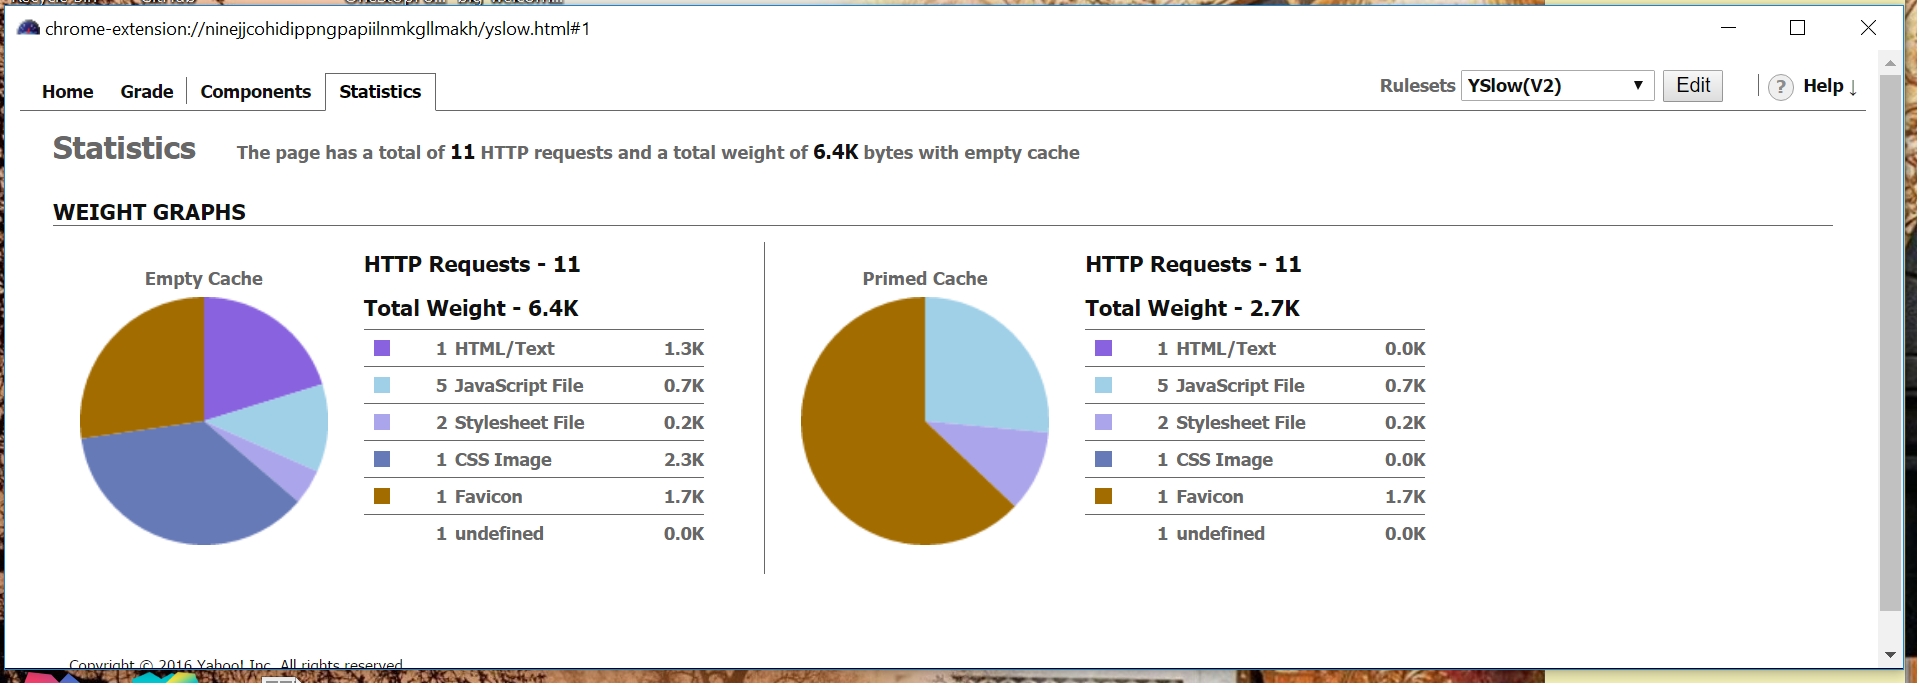 chrome-extension://ninejjcohidippngpapiilnmkgllmakh/yslow.html#1
Home Grade Components Statistics Rulesets YSlow(V2) ▼ Edit ? Help ↓
Statistics The page has a total of 11 HTTP requests and a total weight of 6.4K bytes with empty cache
WEIGHT GRAPHS
Empty Cache
HTTP Requests - 11
Total Weight - 6.4K
1 HTML/Text 1.3K
5 JavaScript File 0.7K
2 Stylesheet File 0.2K
1 CSS Image 2.3K
1 Favicon 1.7K
1 undefined 0.0K
Primed Cache
HTTP Requests - 11
Total Weight - 2.7K
1 HTML/Text 0.0K
5 JavaScript File 0.7K
2 Stylesheet File 0.2K
1 CSS Image 0.0K
1 Favicon 1.7K
1 undefined 0.0K
Copyright © 2016 Yahoo! Inc. All rights reserved.